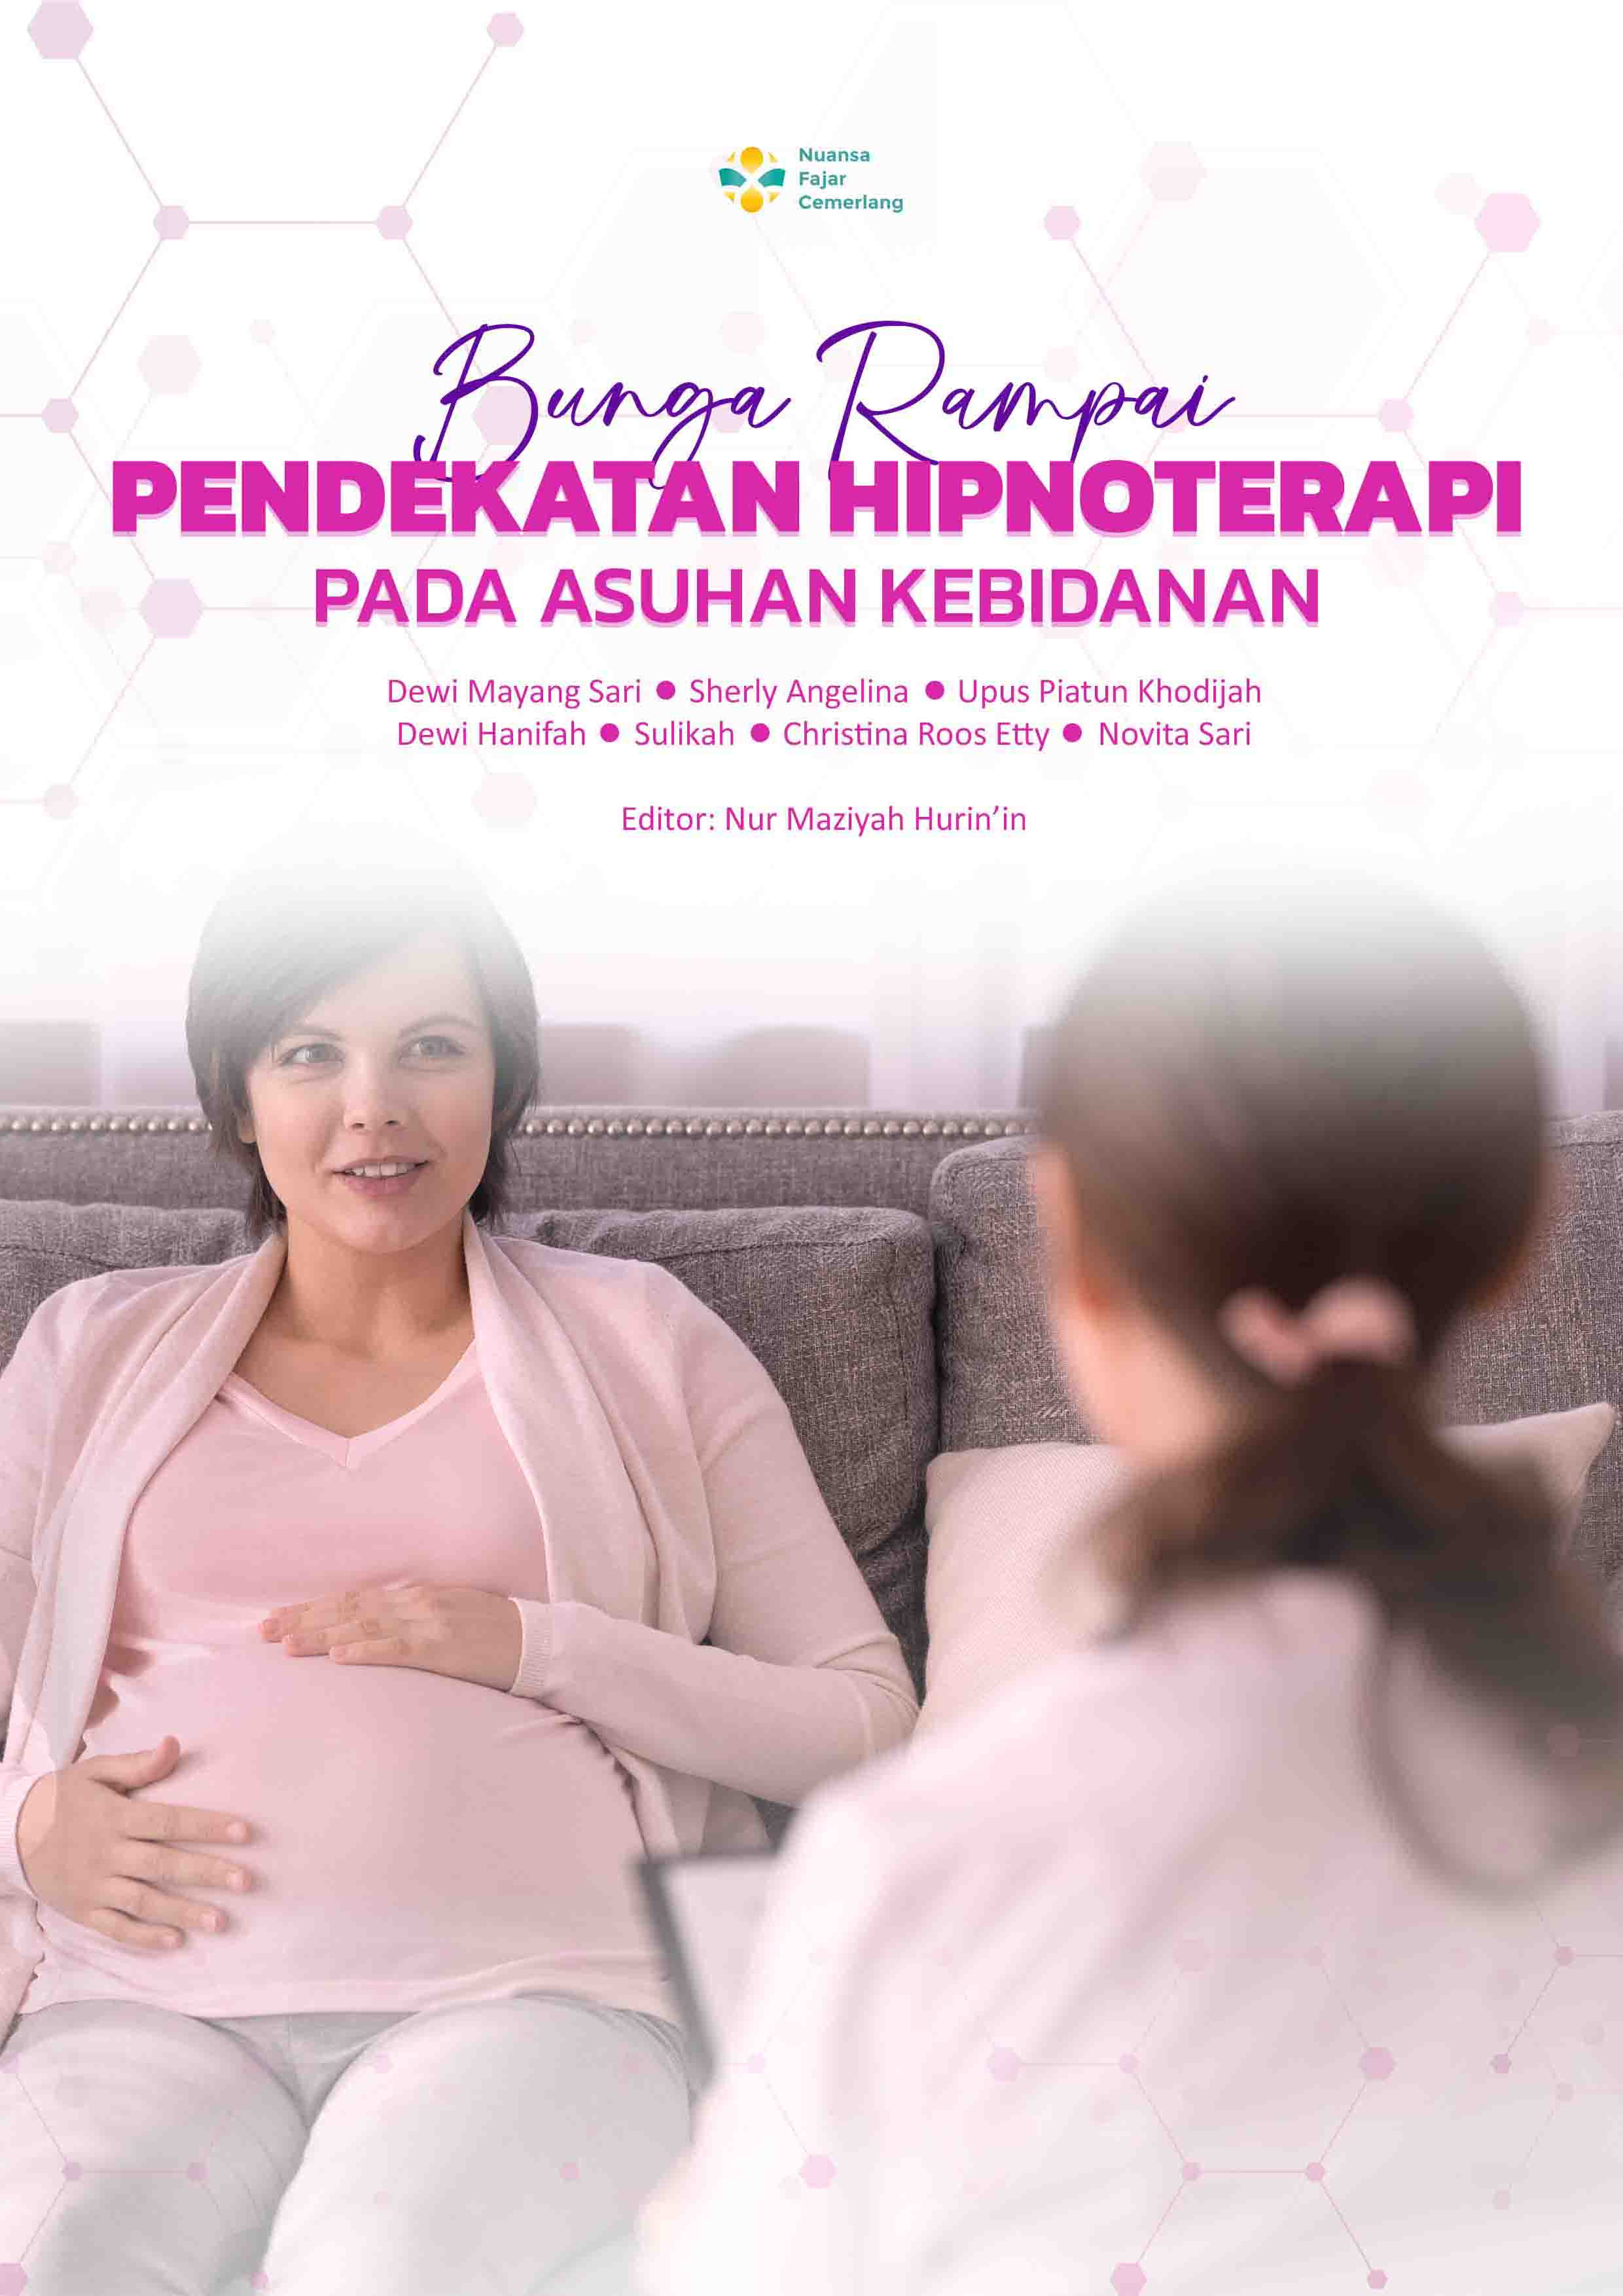 Nuansa
Fajar
Cemerlang
Bunga Rampai
PENDEKATAN HIPNOTERAPI
PADA ASUHAN KEBIDANAN
Dewi Mayang Sari ● Sherly Angelina ● Upus Piatun Khodijah
Dewi Hanifah ● Sulikah ● Christina Roos Etty ● Novita Sari
Editor: Nur Maziyah Hurin’in